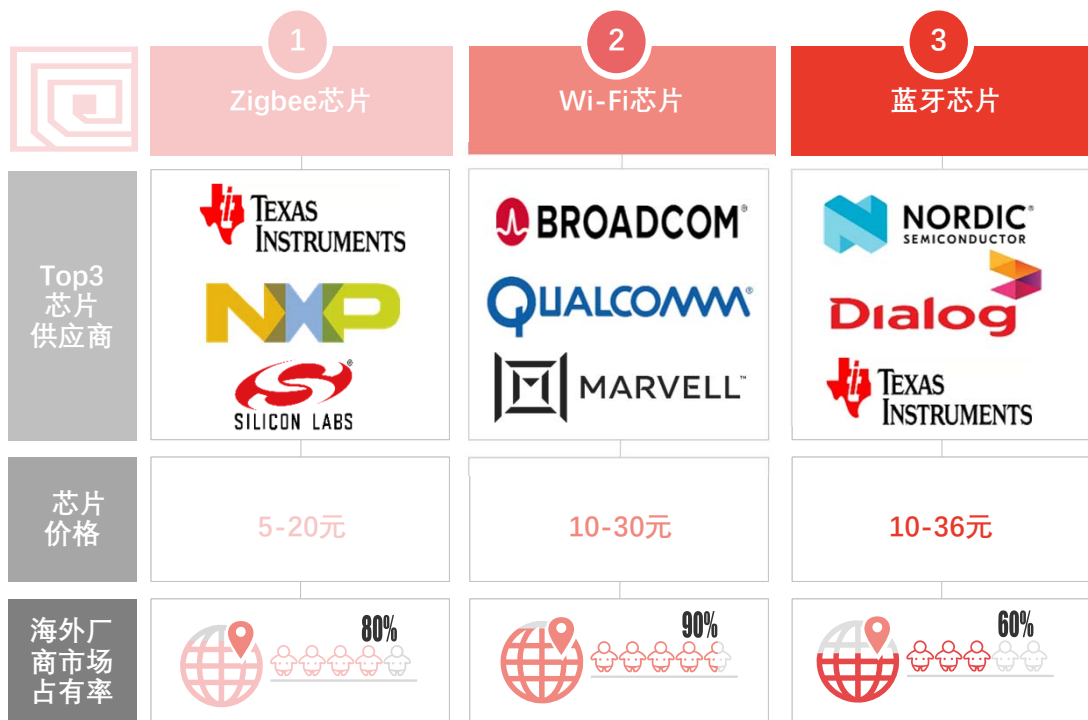 1
2
3
Zigbee芯片
Wi-Fi芯片
蓝牙芯片
Top3
芯片
供应商
TEXAS
INSTRUMENTS
NXP
®
SILICON LABS
BROADCOM®
QUALCOMM®
MARVELL™
NORDIC®
SEMICONDUCTOR
Dialog
TEXAS
INSTRUMENTS
芯片
价格
5-20元
10-30元
10-36元
海外厂
商市场
占有率
80%
90%
60%